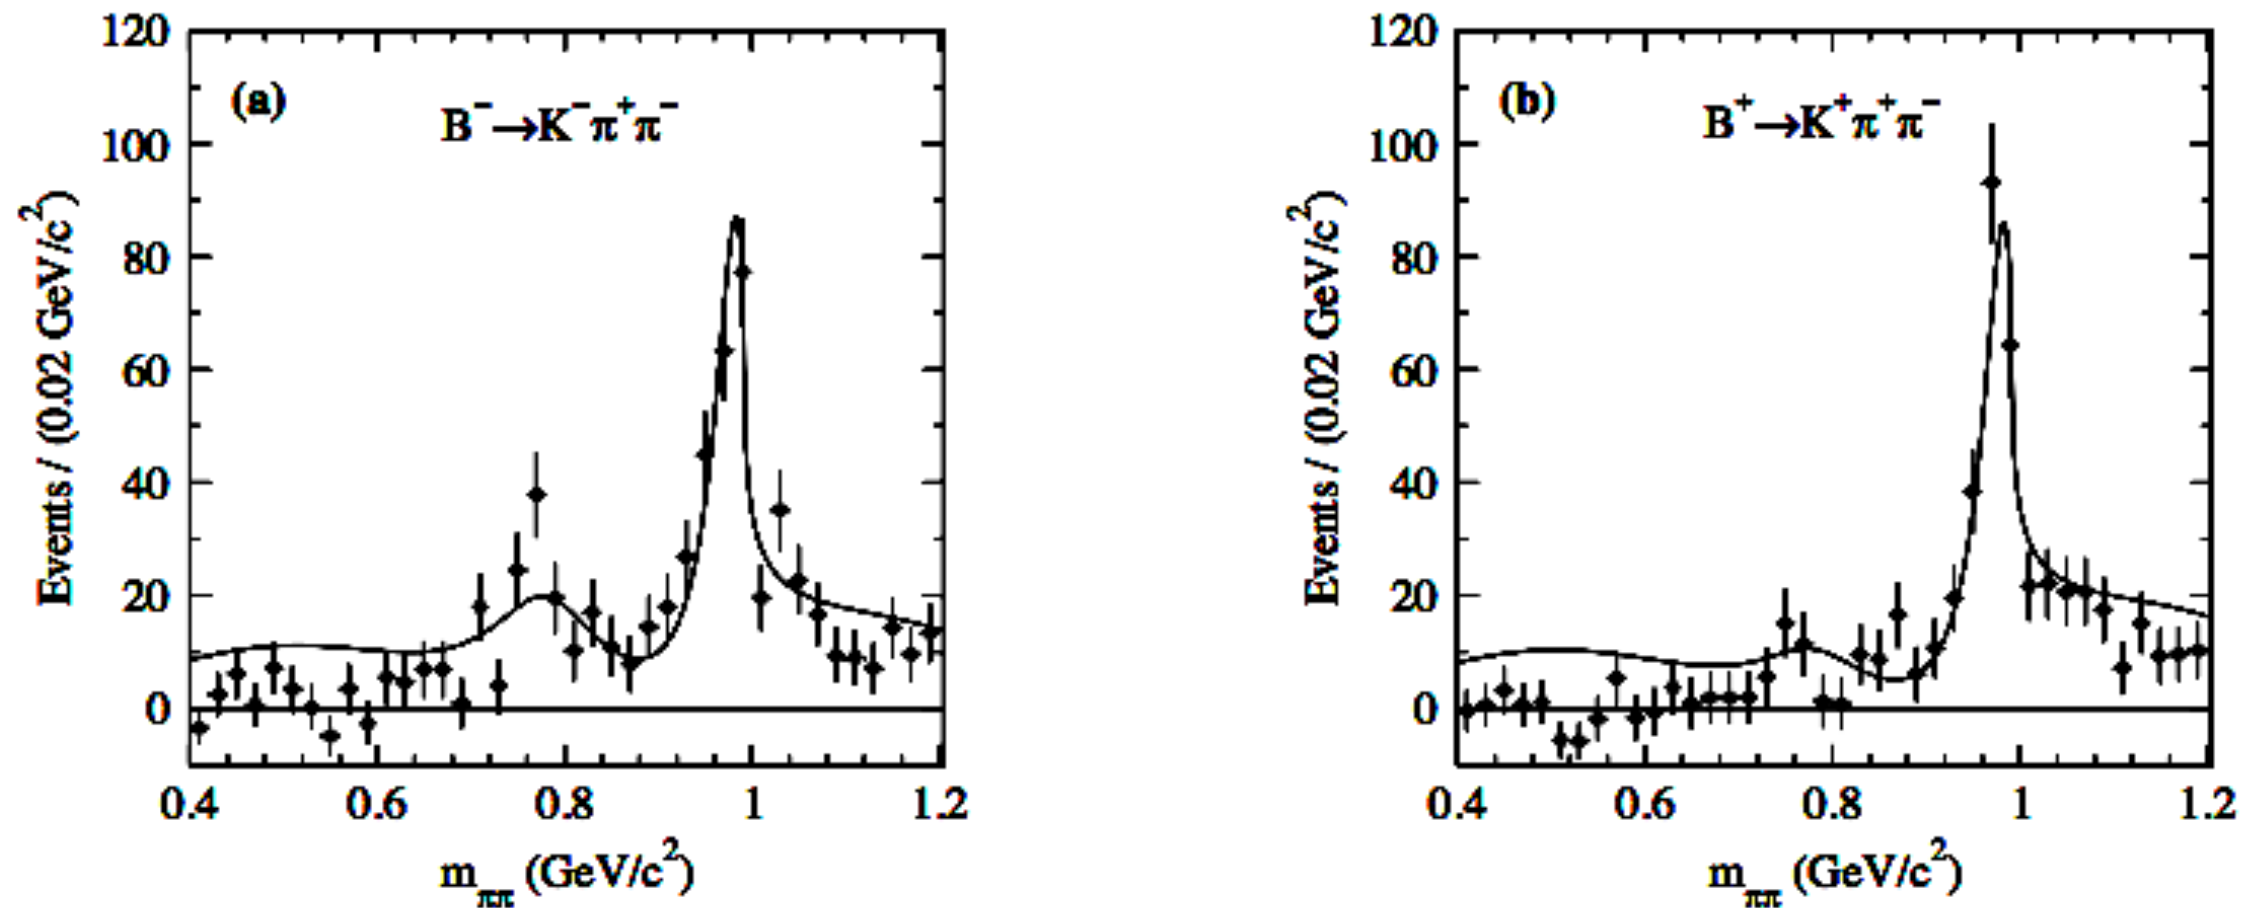 (a)
B⁻→K⁻π⁺π⁻
120
100
80
60
40
20
0
0.4 0.6 0.8 1 1.2
Events / (0.02 GeV/c²)
m_ππ (GeV/c²)
(b)
B⁺→K⁺π⁺π⁻
120
100
80
60
40
20
0
0.4 0.6 0.8 1 1.2
Events / (0.02 GeV/c²)
m_ππ (GeV/c²)